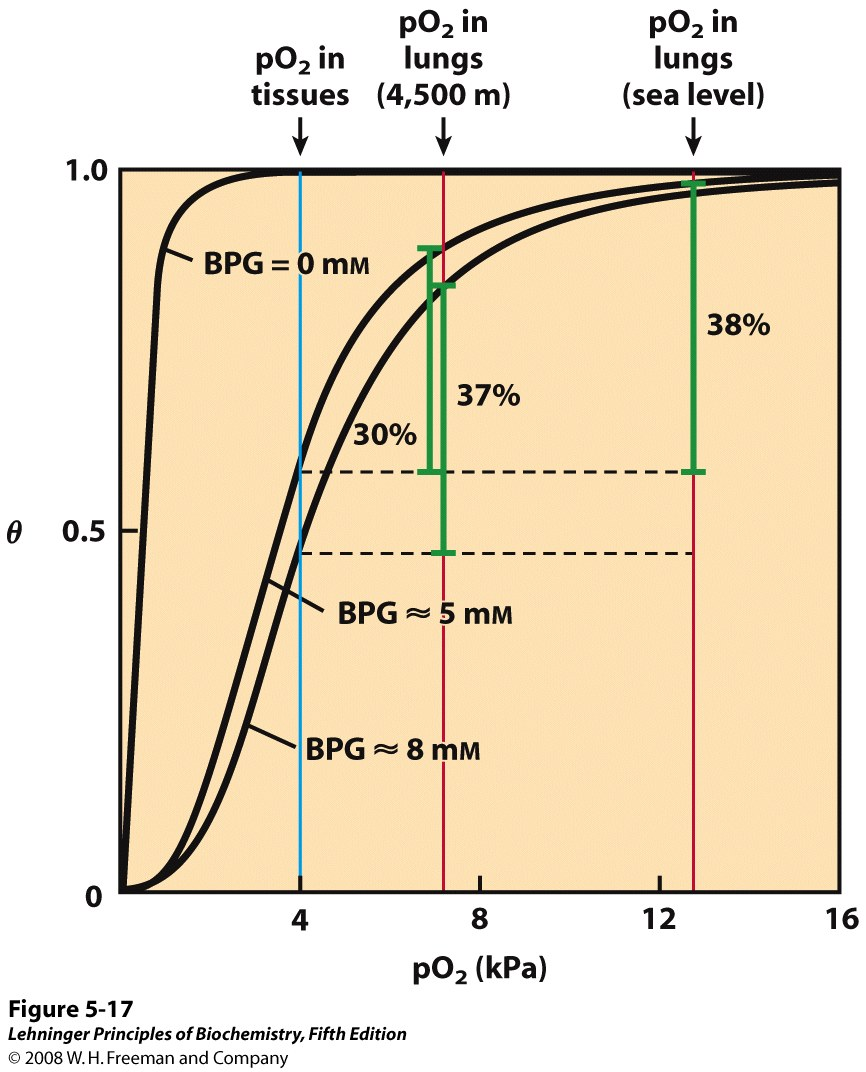 pO₂ in
tissues
pO₂ in
lungs
(4,500 m)
pO₂ in
lungs
(sea level)
1.0
BPG = 0 mM
38%
37%
30%
θ
0.5
BPG ≈ 5 mM
BPG ≈ 8 mM
0
4
8
12
16
pO₂ (kPa)
Figure 5-17
Lehninger Principles of Biochemistry, Fifth Edition
© 2008 W. H. Freeman and Company